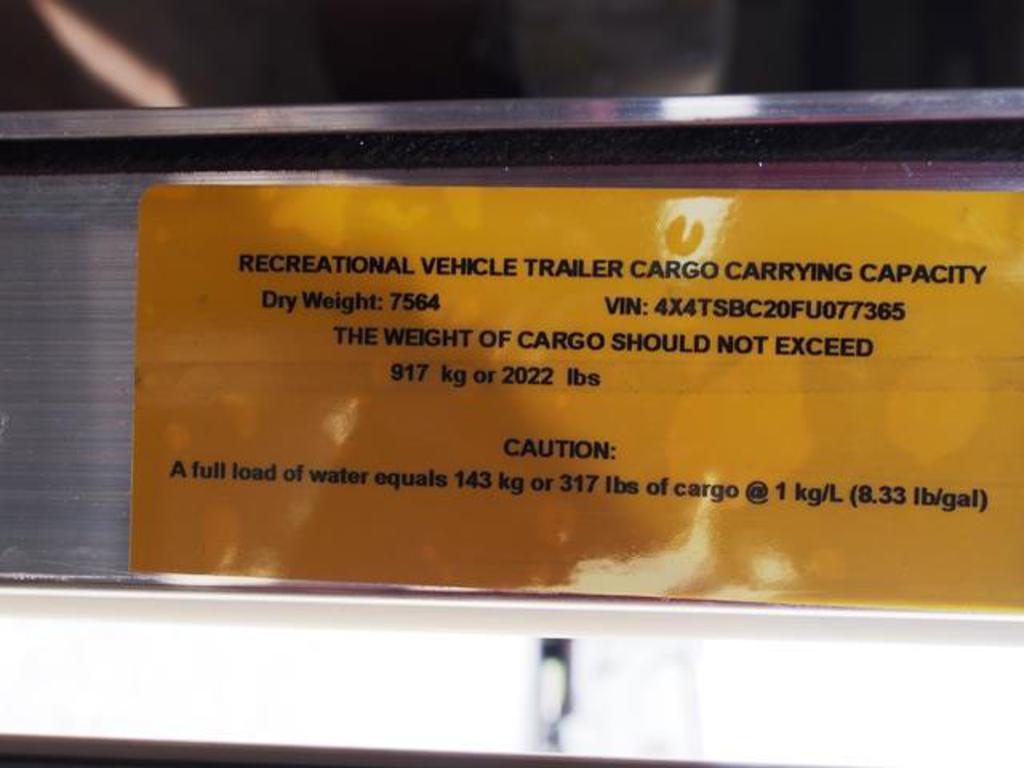 RECREATIONAL VEHICLE TRAILER CARGO CARRYING CAPACITY
Dry Weight: 7564 VIN: 4X4TSBC20FU077365
THE WEIGHT OF CARGO SHOULD NOT EXCEED
917 kg or 2022 lbs
CAUTION:
A full load of water equals 143 kg or 317 lbs of cargo @ 1 kg/L (8.33 lb/gal)